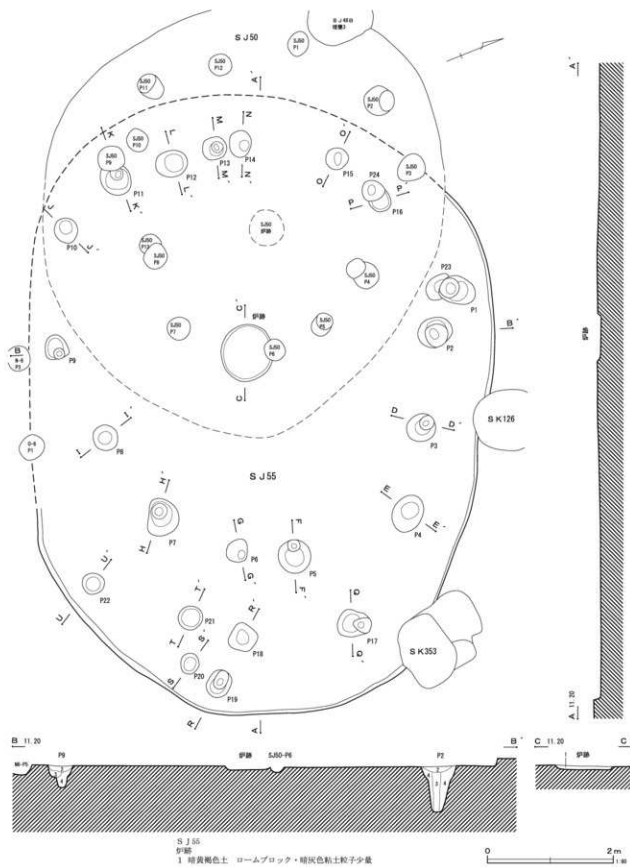 SJ50
SJ50 P1
SJ50 P12
SJ50 P11
SJ50 P2
A'
K
SJ50 P10
L
M
N
O'
SJ50 P9
P13
P14
P12
P15
P24
SJ50 P3
P'
P11
K'
L'
M'
N'
O
P
P16
J
P10
J'
SJ50 炉跡
SJ50 P8
SJ50 P4
P23
P1
C'
炉跡
SJ50 P7
SJ50 P5
P2
B'
B
P9
SJ50 P6
C
D
D'
P3
SK126
I'
I
SJ55
H'
P7
H
G
P6
G'
F
P5
F'
E
P4
E'
U'
P22
U
T'
P21
T
S'
R'
P18
Q
P17
Q'
SK353
S
P20
P19
R
A
A'
炉跡
A 11.20
B 11.20
P9
炉跡
SJ50-P6
P2
B'
C 11.20
炉跡
C'
SJ55
炉跡
1 暗黄褐色土 ロームブロック・暗灰色粘土粒子少量
0 2m